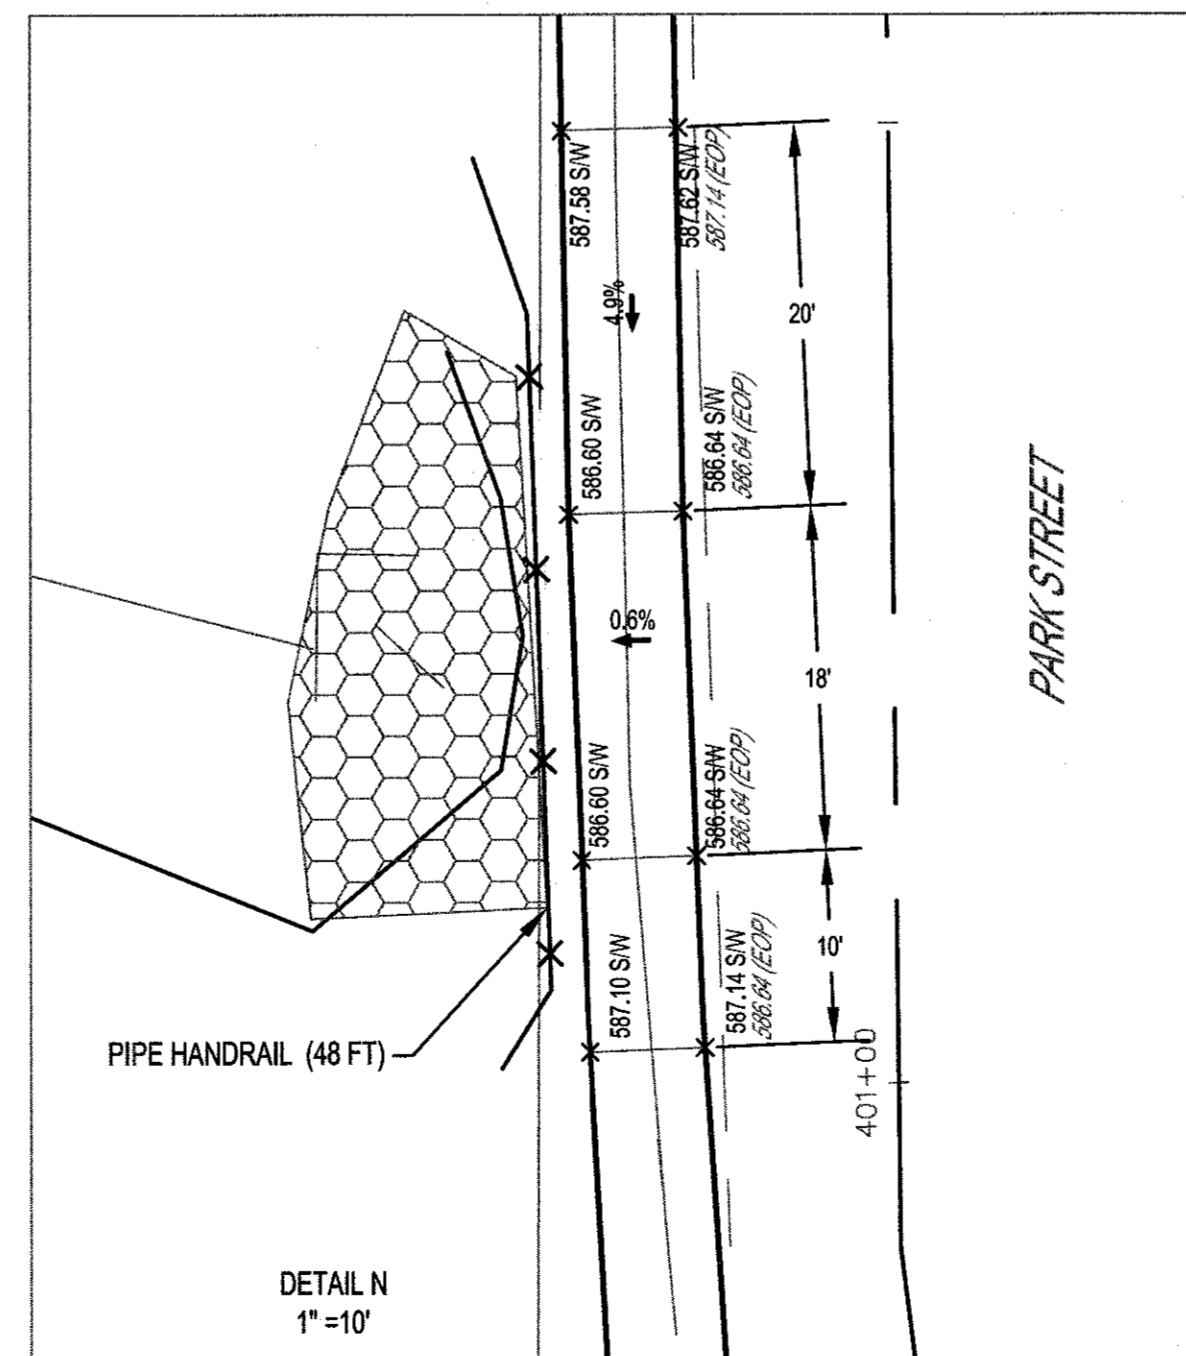 587.58 S/W
587.62 S/W
587.14 (EOP)
4.9%
20'
586.60 S/W
586.64 S/W
586.64 (EOP)
PARK STREET
0.6%
18'
586.60 S/W
586.64 S/W
586.64 (EOP)
10'
587.10 S/W
587.14 S/W
586.64 (EOP)
PIPE HANDRAIL (48 FT)
401+00
DETAIL N
1" =10'